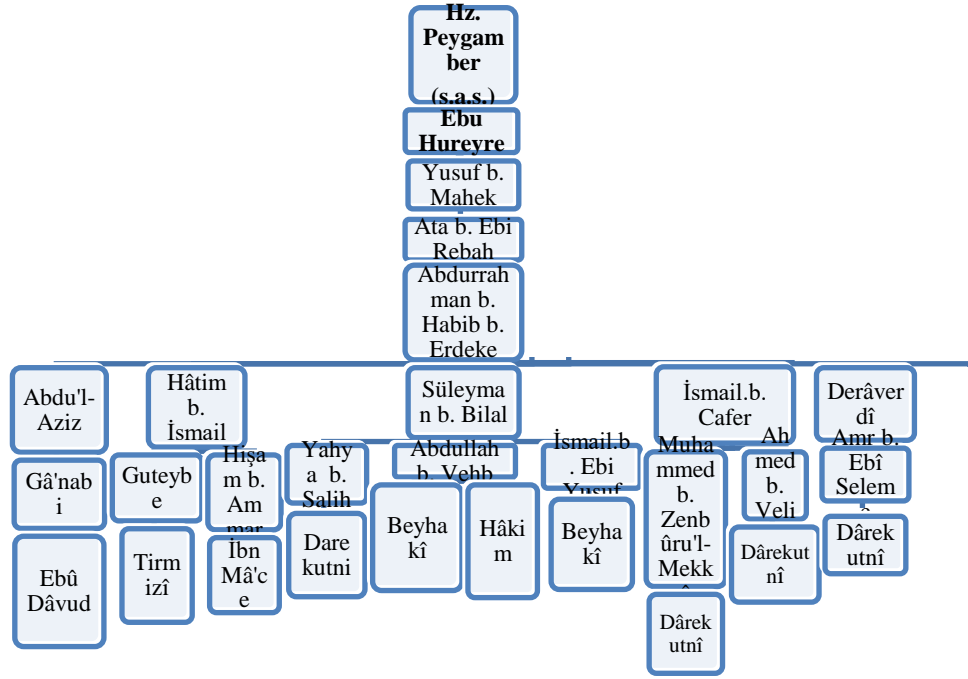 Hz.
Peygam
ber
(s.a.s.)
Ebu
Hureyre
Yusuf b.
Mahek
Ata b. Ebi
Rebah
Abdurrah
man b.
Habib b.
Erdeke
Abdu'l-
Aziz
Hâtim
b.
İsmail
Süleyma
n b. Bilal
İsmail.b.
Cafer
Derâver
dî
Gâ'nab
i
Guteyb
e
Hişa
m b.
Am
mar
Yahy
a b.
Salih
Abdullah
b. Vehb
İsmail.b
. Ebi
Yusuf
Muha
mmed
b.
Zenb
ûru'l-
Mekk
Ah
med
b.
Veli
Amr b.
Ebî
Selem
Ebû
Dâvud
Tirm
izî
İbn
Mâ'c
e
Dare
kutni
Beyha
kî
Hâki
m
Beyha
kî
Dârek
utnî
Dârekut
nî
Dârek
utnî